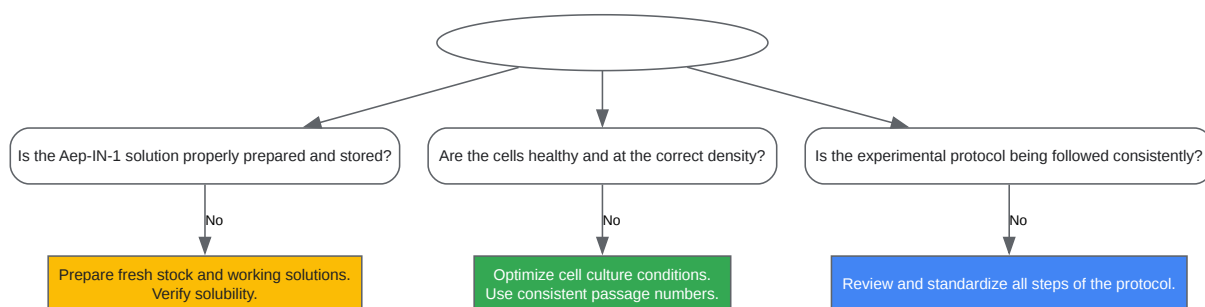 Is the Aep-IN-1 solution properly prepared and stored?
Are the cells healthy and at the correct density?
Is the experimental protocol being followed consistently?
No
No
No
Prepare fresh stock and working solutions.
Verify solubility.
Optimize cell culture conditions.
Use consistent passage numbers.
Review and standardize all steps of the protocol.